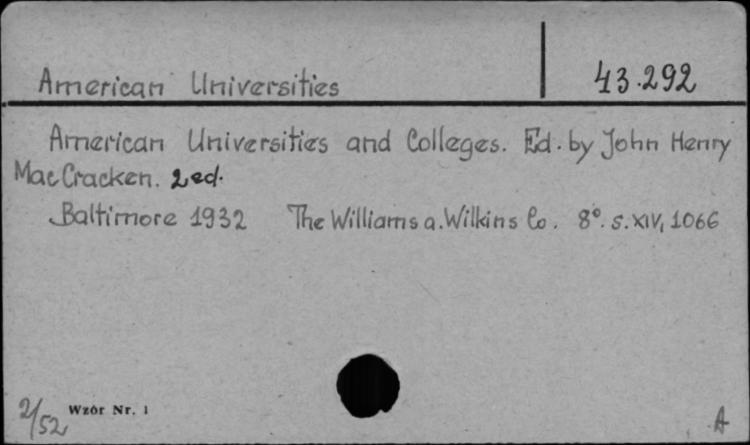 American Universities 43.292
American Universities and Colleges. Ed. by John Henry
MacCracken. 2 ed.
Baltimore 1932 The Williams a. Wilkins Co. 8°. s. XIV, 1066
2/52 Wzór Nr. 1 A